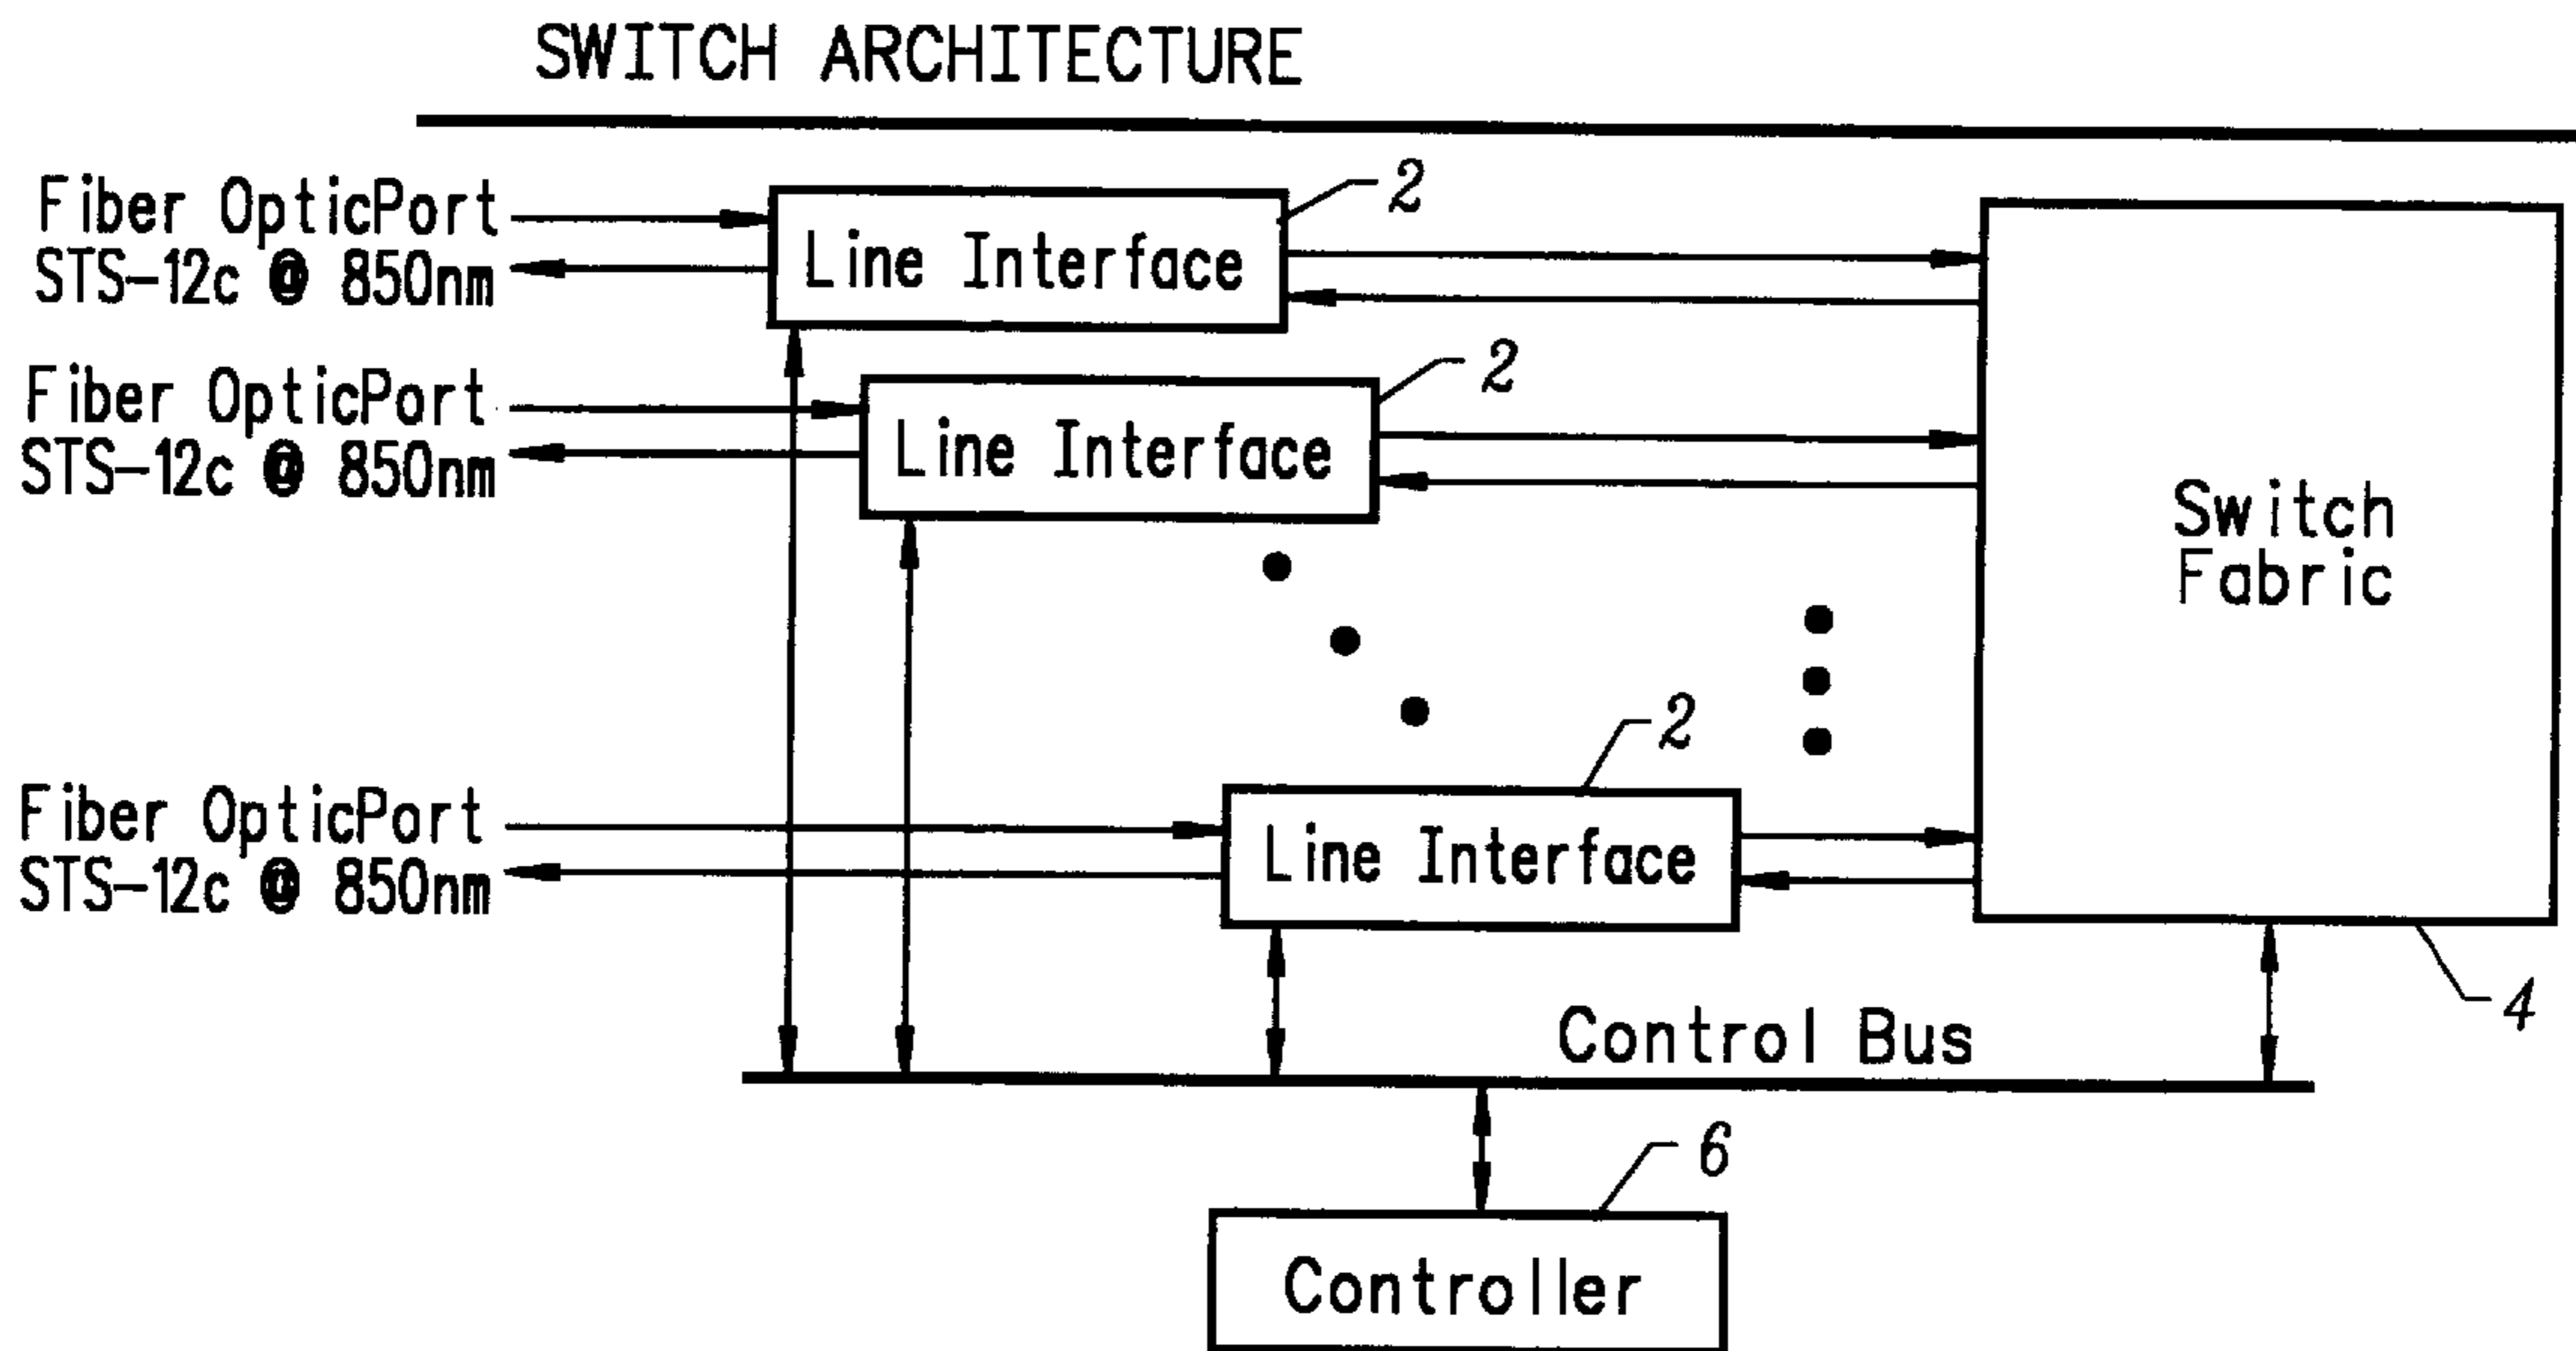 SWITCH ARCHITECTURE
Fiber OpticPort
STS-12c @ 850nm
Line Interface
2
Fiber OpticPort
STS-12c @ 850nm
Line Interface
2
Switch
Fabric
Fiber OpticPort
STS-12c @ 850nm
Line Interface
2
4
Control Bus
6
Controller